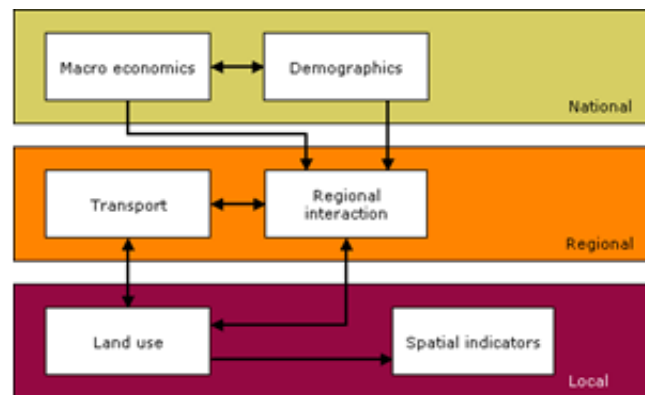 Macro economics
Demographics
National
Transport
Regional
interaction
Regional
Land use
Spatial indicators
Local